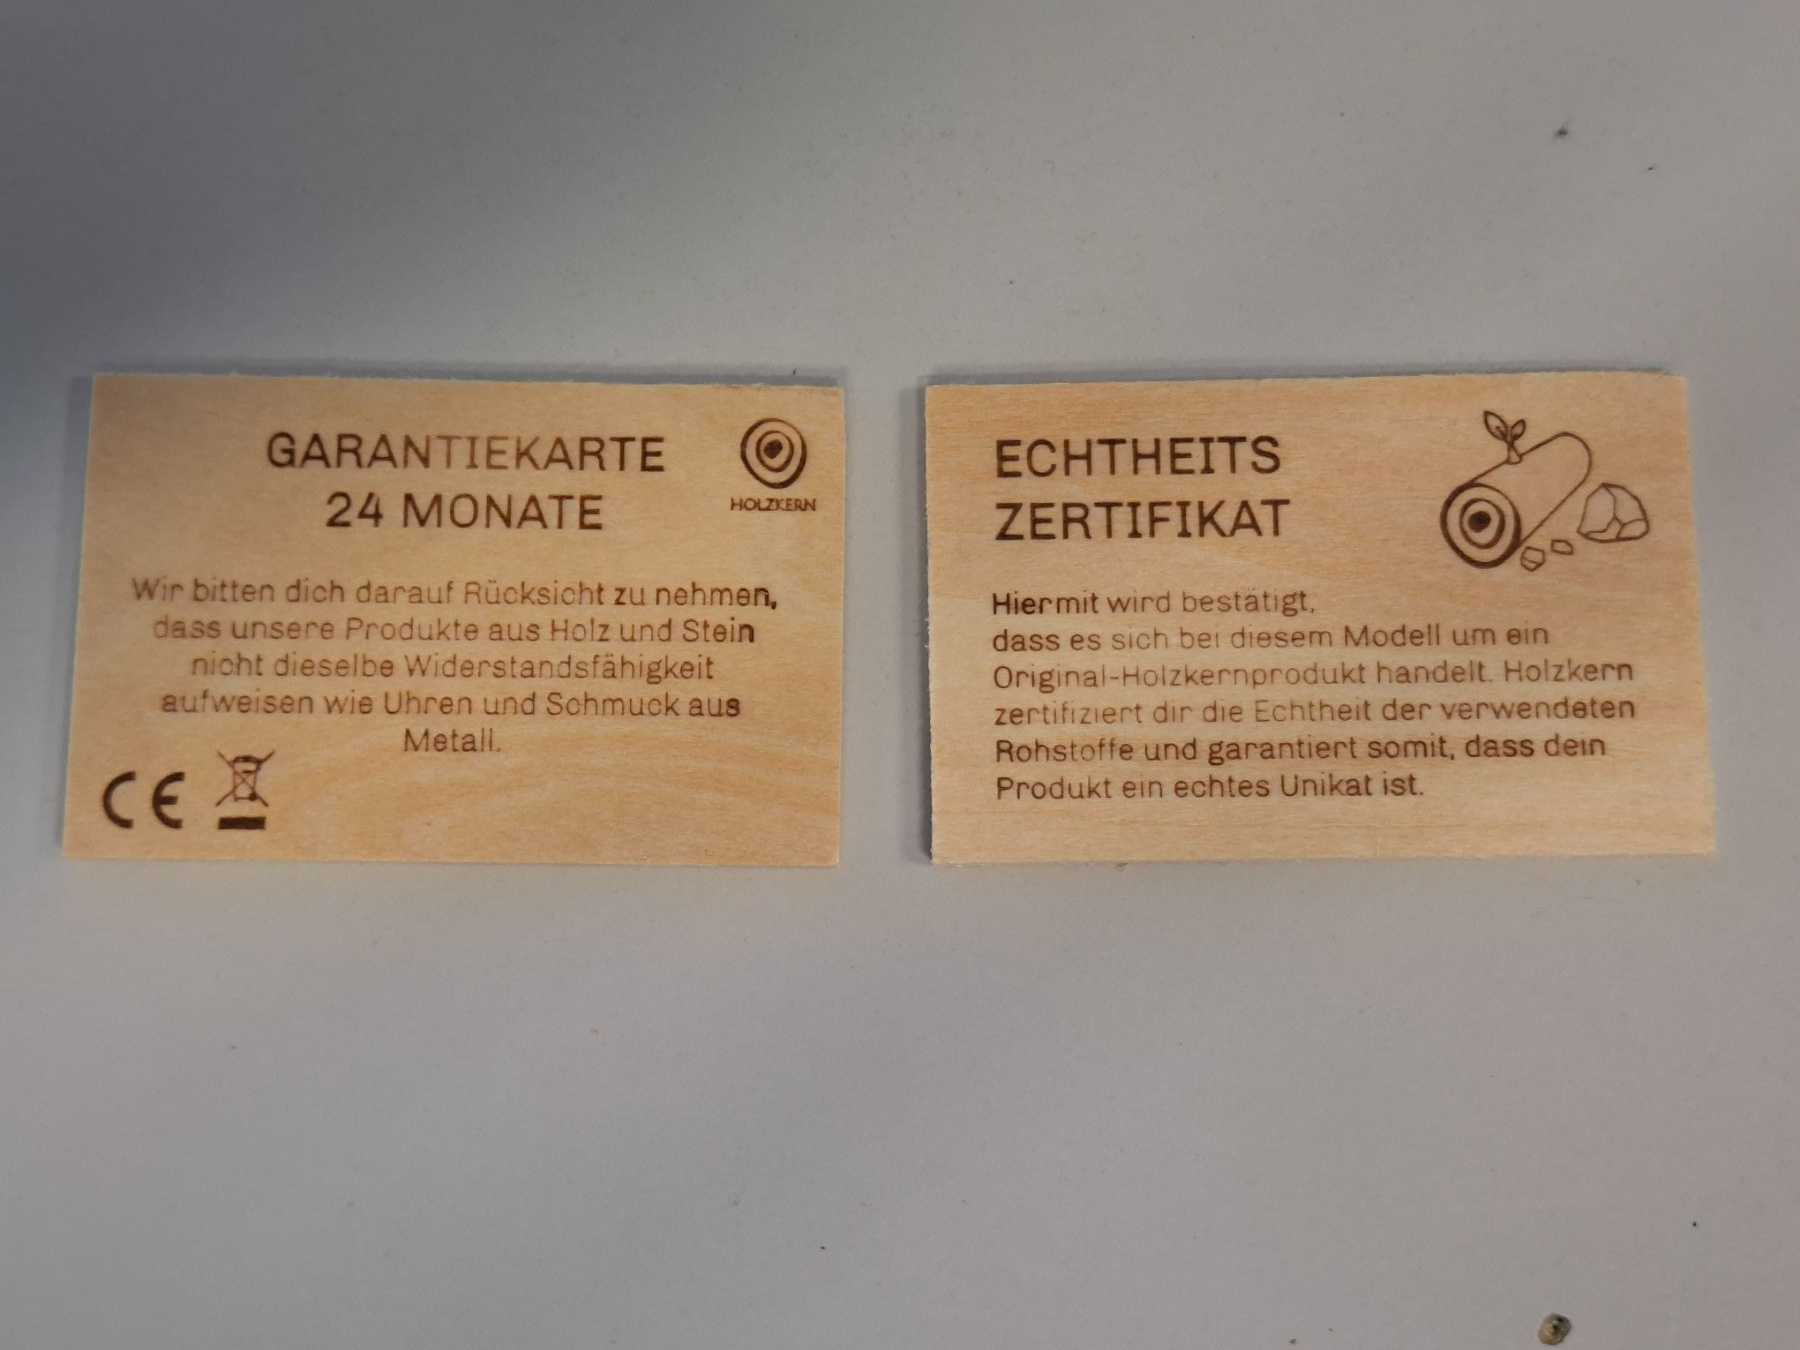 GARANTIEKARTE
24 MONATE
HOLZKERN
Wir bitten dich darauf Rücksicht zu nehmen,
dass unsere Produkte aus Holz und Stein
nicht dieselbe Widerstandsfähigkeit
aufweisen wie Uhren und Schmuck aus
Metall.
CE
ECHTHEITS
ZERTIFIKAT
Hiermit wird bestätigt,
dass es sich bei diesem Modell um ein
Original-Holzkernprodukt handelt. Holzkern
zertifiziert dir die Echtheit der verwendeten
Rohstoffe und garantiert somit, dass dein
Produkt ein echtes Unikat ist.